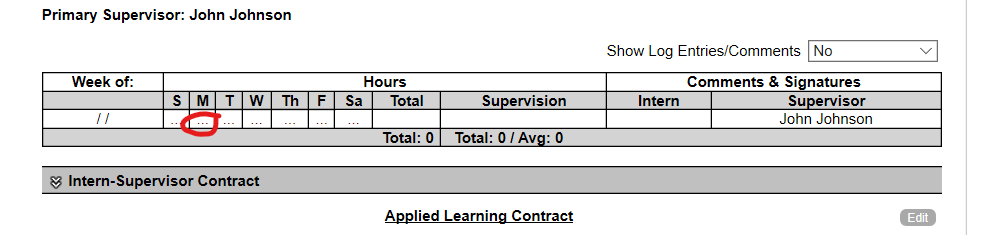 Primary Supervisor: John Johnson
Show Log Entries/Comments No
Week of: Hours Comments & Signatures
S M T W Th F Sa Total Supervision Intern Supervisor
/ / ... ... ... ... ... ... ... John Johnson
Total: 0 Total: 0 / Avg: 0
Intern-Supervisor Contract
Applied Learning Contract Edit